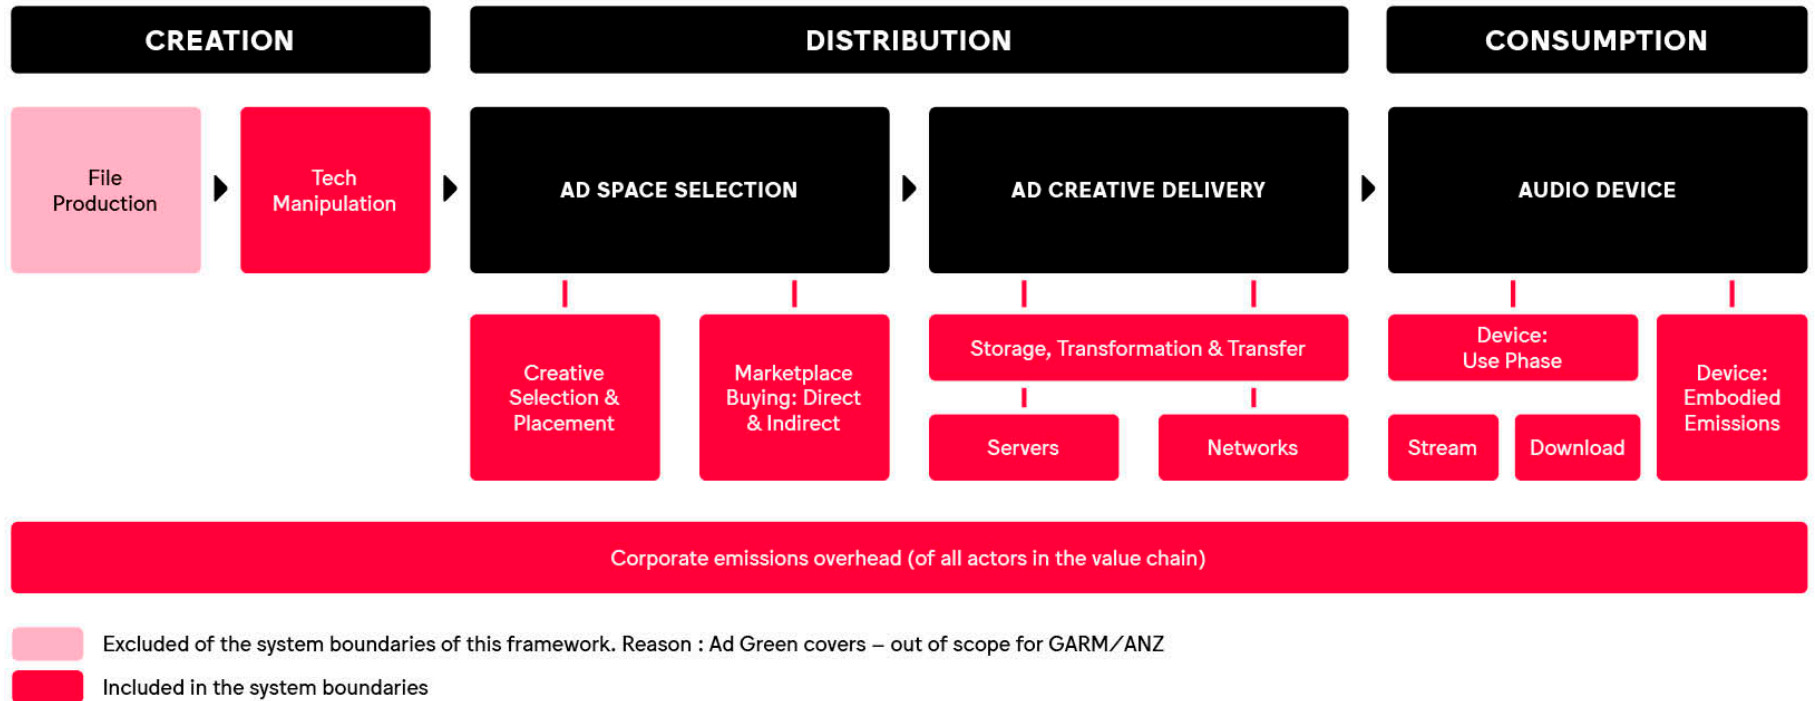 CREATION
DISTRIBUTION
CONSUMPTION
File
Production
Tech
Manipulation
AD SPACE SELECTION
AD CREATIVE DELIVERY
AUDIO DEVICE
Creative
Selection &
Placement
Marketplace
Buying: Direct
& Indirect
Storage, Transformation & Transfer
Servers
Networks
Device:
Use Phase
Stream
Download
Device:
Embodied
Emissions
Corporate emissions overhead (of all actors in the value chain)
Excluded of the system boundaries of this framework. Reason : Ad Green covers – out of scope for GARM/ANZ
Included in the system boundaries